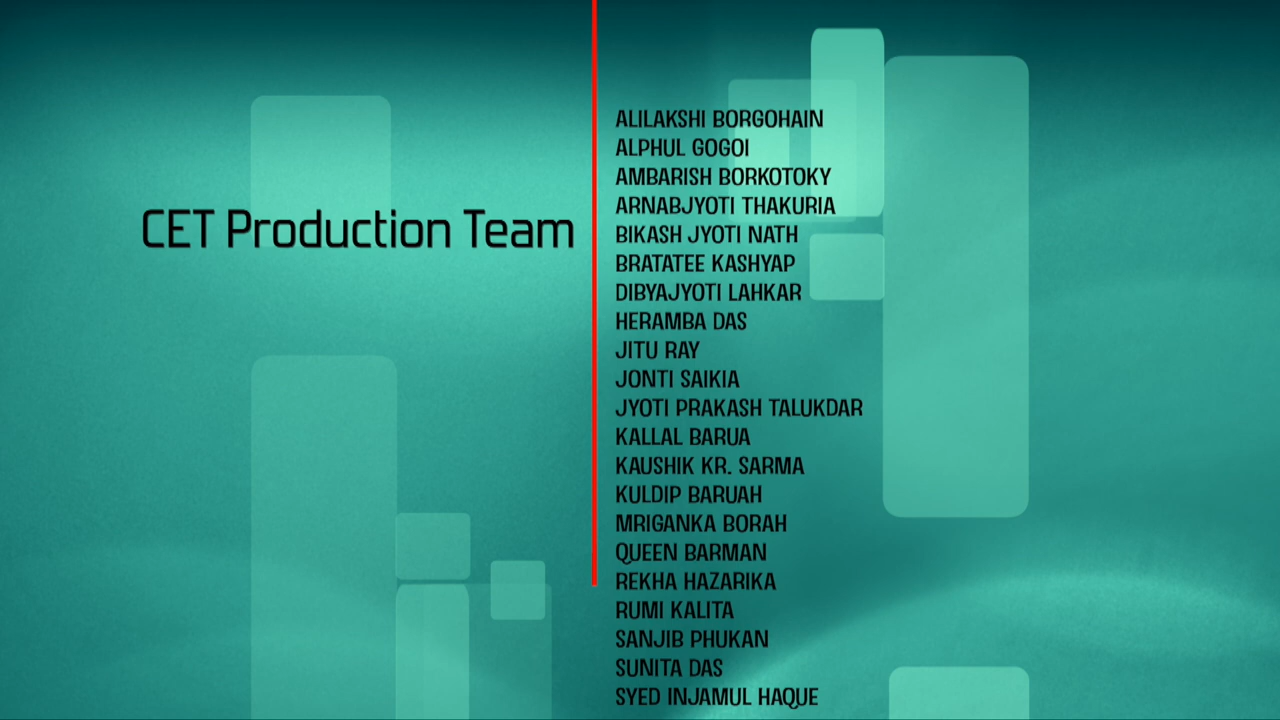 CET Production Team
ALILAKSHI BORGOHAIN
ALPHUL GOGOI
AMBARISH BORKOTOKY
ARNABJYOTI THAKURIA
BIKASH JYOTI NATH
BRATATEE KASHYAP
DIBYAJYOTI LAHKAR
HERAMBA DAS
JITU RAY
JONTI SAIKIA
JYOTI PRAKASH TALUKDAR
KALLAL BARUA
KAUSHIK KR. SARMA
KULDIP BARUAH
MRIGANKA BORAH
QUEEN BARMAN
REKHA HAZARIKA
RUMI KALITA
SANJIB PHUKAN
SUNITA DAS
SYED INJAMUL HAQUE